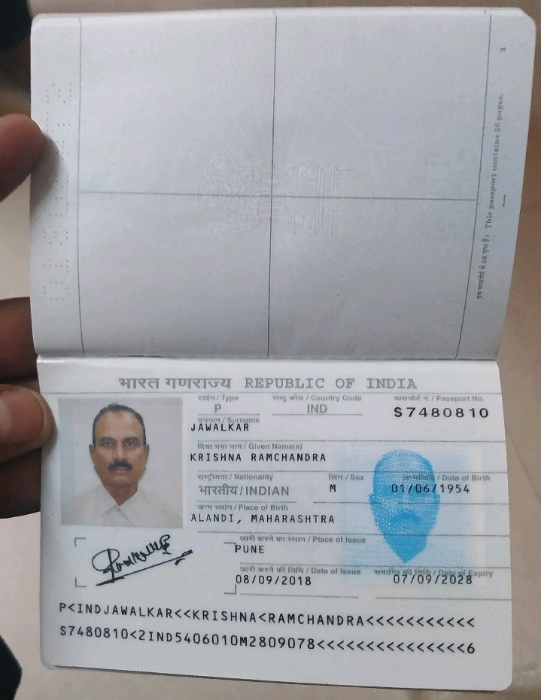 इस पासपोर्ट में 36 पृष्ठ हैं। This passport contains 36 pages.
भारत गणराज्य REPUBLIC OF INDIA
टाईप / Type राष्ट्र कोड / Country Code पासपोर्ट नं. / Passport No.
P IND S7480810
उपनाम / Surname
JAWALKAR
दिया गया नाम / Given Name(s)
KRISHNA RAMCHANDRA
राष्ट्रीयता / Nationality लिंग / Sex जन्मतिथि / Date of Birth
भारतीय / INDIAN M 01/06/1954
जन्म स्थान / Place of Birth
ALANDI, MAHARASHTRA
जारी करने का स्थान / Place of Issue
PUNE
जारी करने की तिथि / Date of Issue समाप्ति की तिथि / Date of Expiry
08/09/2018 07/09/2028
P<INDJAWALKAR<<KRISHNA<RAMCHANDRA<<<<<<<<<<<
S7480810<2IND5406010M2809078<<<<<<<<<<<<<<<6